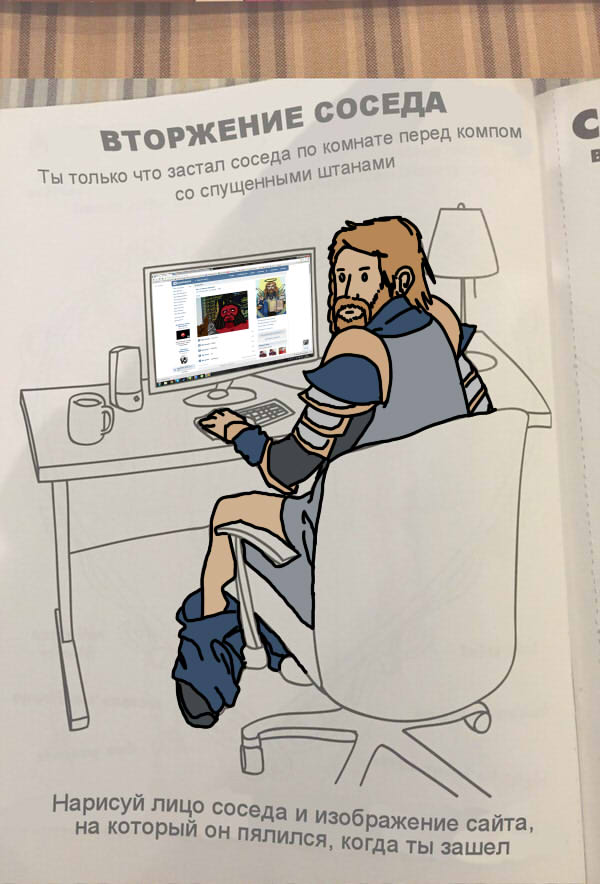 ВТОРЖЕНИЕ СОСЕДА
Ты только что застал соседа по комнате перед компом
со спущенными штанами
Нарисуй лицо соседа и изображение сайта,
на который он пялился, когда ты зашел